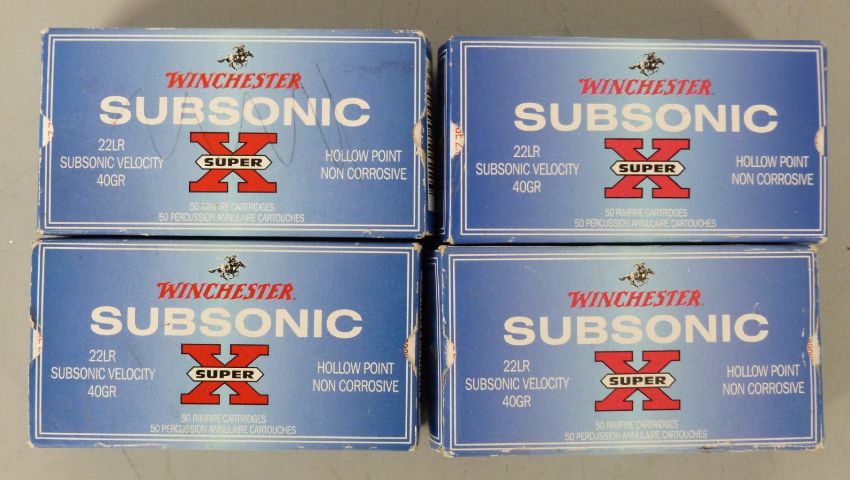 WINCHESTER
SUBSONIC
22LR
SUBSONIC VELOCITY
40GR
SUPER X
HOLLOW POINT
NON CORROSIVE
50 RIMFIRE CARTRIDGES
50 PERCUSSION ANNULAIRE CARTOUCHES
WINCHESTER
SUBSONIC
22LR
SUBSONIC VELOCITY
40GR
SUPER X
HOLLOW POINT
NON CORROSIVE
50 RIMFIRE CARTRIDGES
50 PERCUSSION ANNULAIRE CARTOUCHES
WINCHESTER
SUBSONIC
22LR
SUBSONIC VELOCITY
40GR
SUPER X
HOLLOW POINT
NON CORROSIVE
50 RIMFIRE CARTRIDGES
50 PERCUSSION ANNULAIRE CARTOUCHES
WINCHESTER
SUBSONIC
22LR
SUBSONIC VELOCITY
40GR
SUPER X
HOLLOW POINT
NON CORROSIVE
50 RIMFIRE CARTRIDGES
50 PERCUSSION ANNULAIRE CARTOUCHES